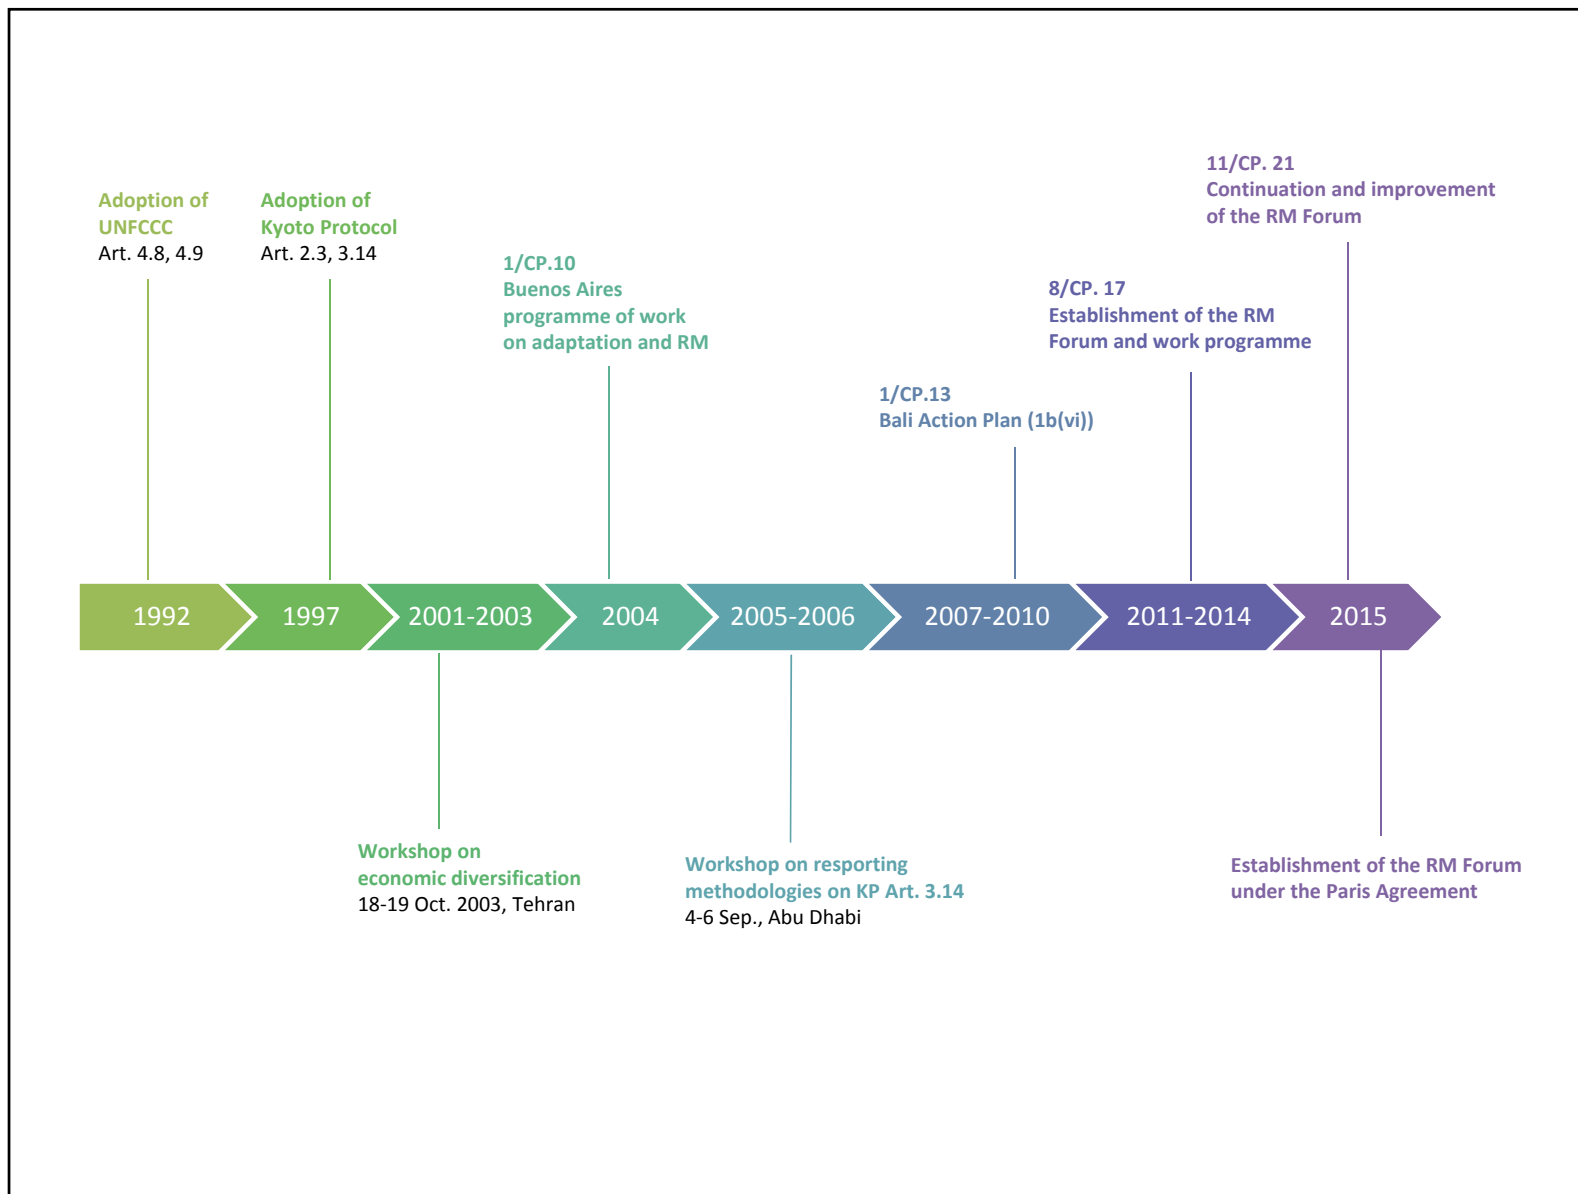 Adoption of
UNFCCC
Art. 4.8, 4.9
Adoption of
Kyoto Protocol
Art. 2.3, 3.14
1/CP.10
Buenos Aires
programme of work
on adaptation and RM
1/CP.13
Bali Action Plan (1b(vi))
8/CP. 17
Establishment of the RM
Forum and work programme
11/CP. 21
Continuation and improvement
of the RM Forum
1992
1997
2001-2003
2004
2005-2006
2007-2010
2011-2014
2015
Workshop on
economic diversification
18-19 Oct. 2003, Tehran
Workshop on resporting
methodologies on KP Art. 3.14
4-6 Sep., Abu Dhabi
Establishment of the RM Forum
under the Paris Agreement